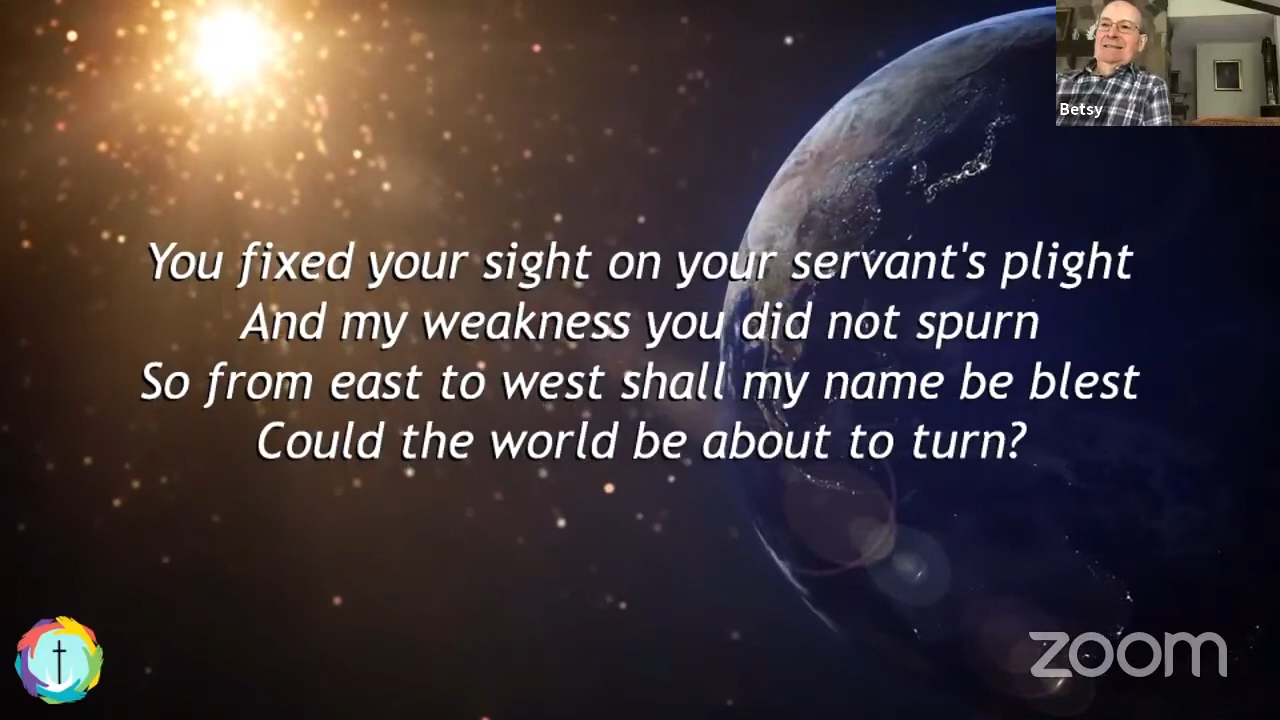 Betsy
You fixed your sight on your servant's plight
And my weakness you did not spurn
So from east to west shall my name be blest
Could the world be about to turn?
zoom